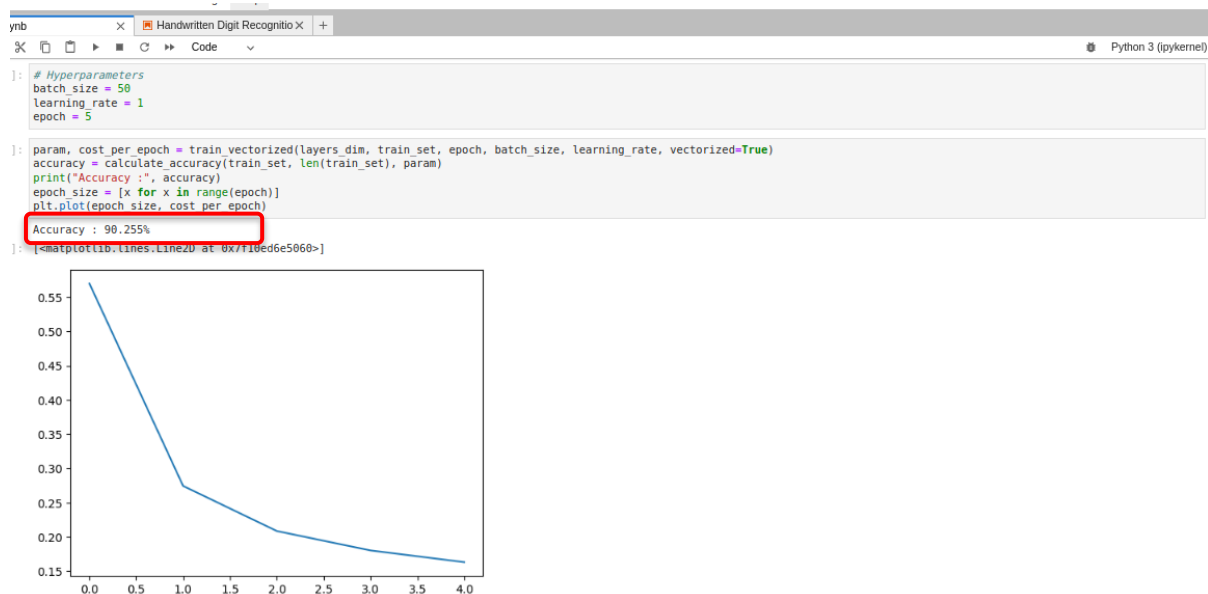 ynb
Handwritten Digit Recognitio
Code
Python 3 (ipykernel)
]:
# Hyperparameters
batch_size = 50
learning_rate = 1
epoch = 5
]:
param, cost_per_epoch = train_vectorized(layers_dim, train_set, epoch, batch_size, learning_rate, vectorized=True)
accuracy = calculate_accuracy(train_set, len(train_set), param)
print("Accuracy :", accuracy)
epoch_size = [x for x in range(epoch)]
plt.plot(epoch_size, cost_per_epoch)
Accuracy : 90.255%
]: [<matplotlib.lines.Line2D at 0x7f10ed6e5060>]
0.55
0.50
0.45
0.40
0.35
0.30
0.25
0.20
0.15
0.0 0.5 1.0 1.5 2.0 2.5 3.0 3.5 4.0